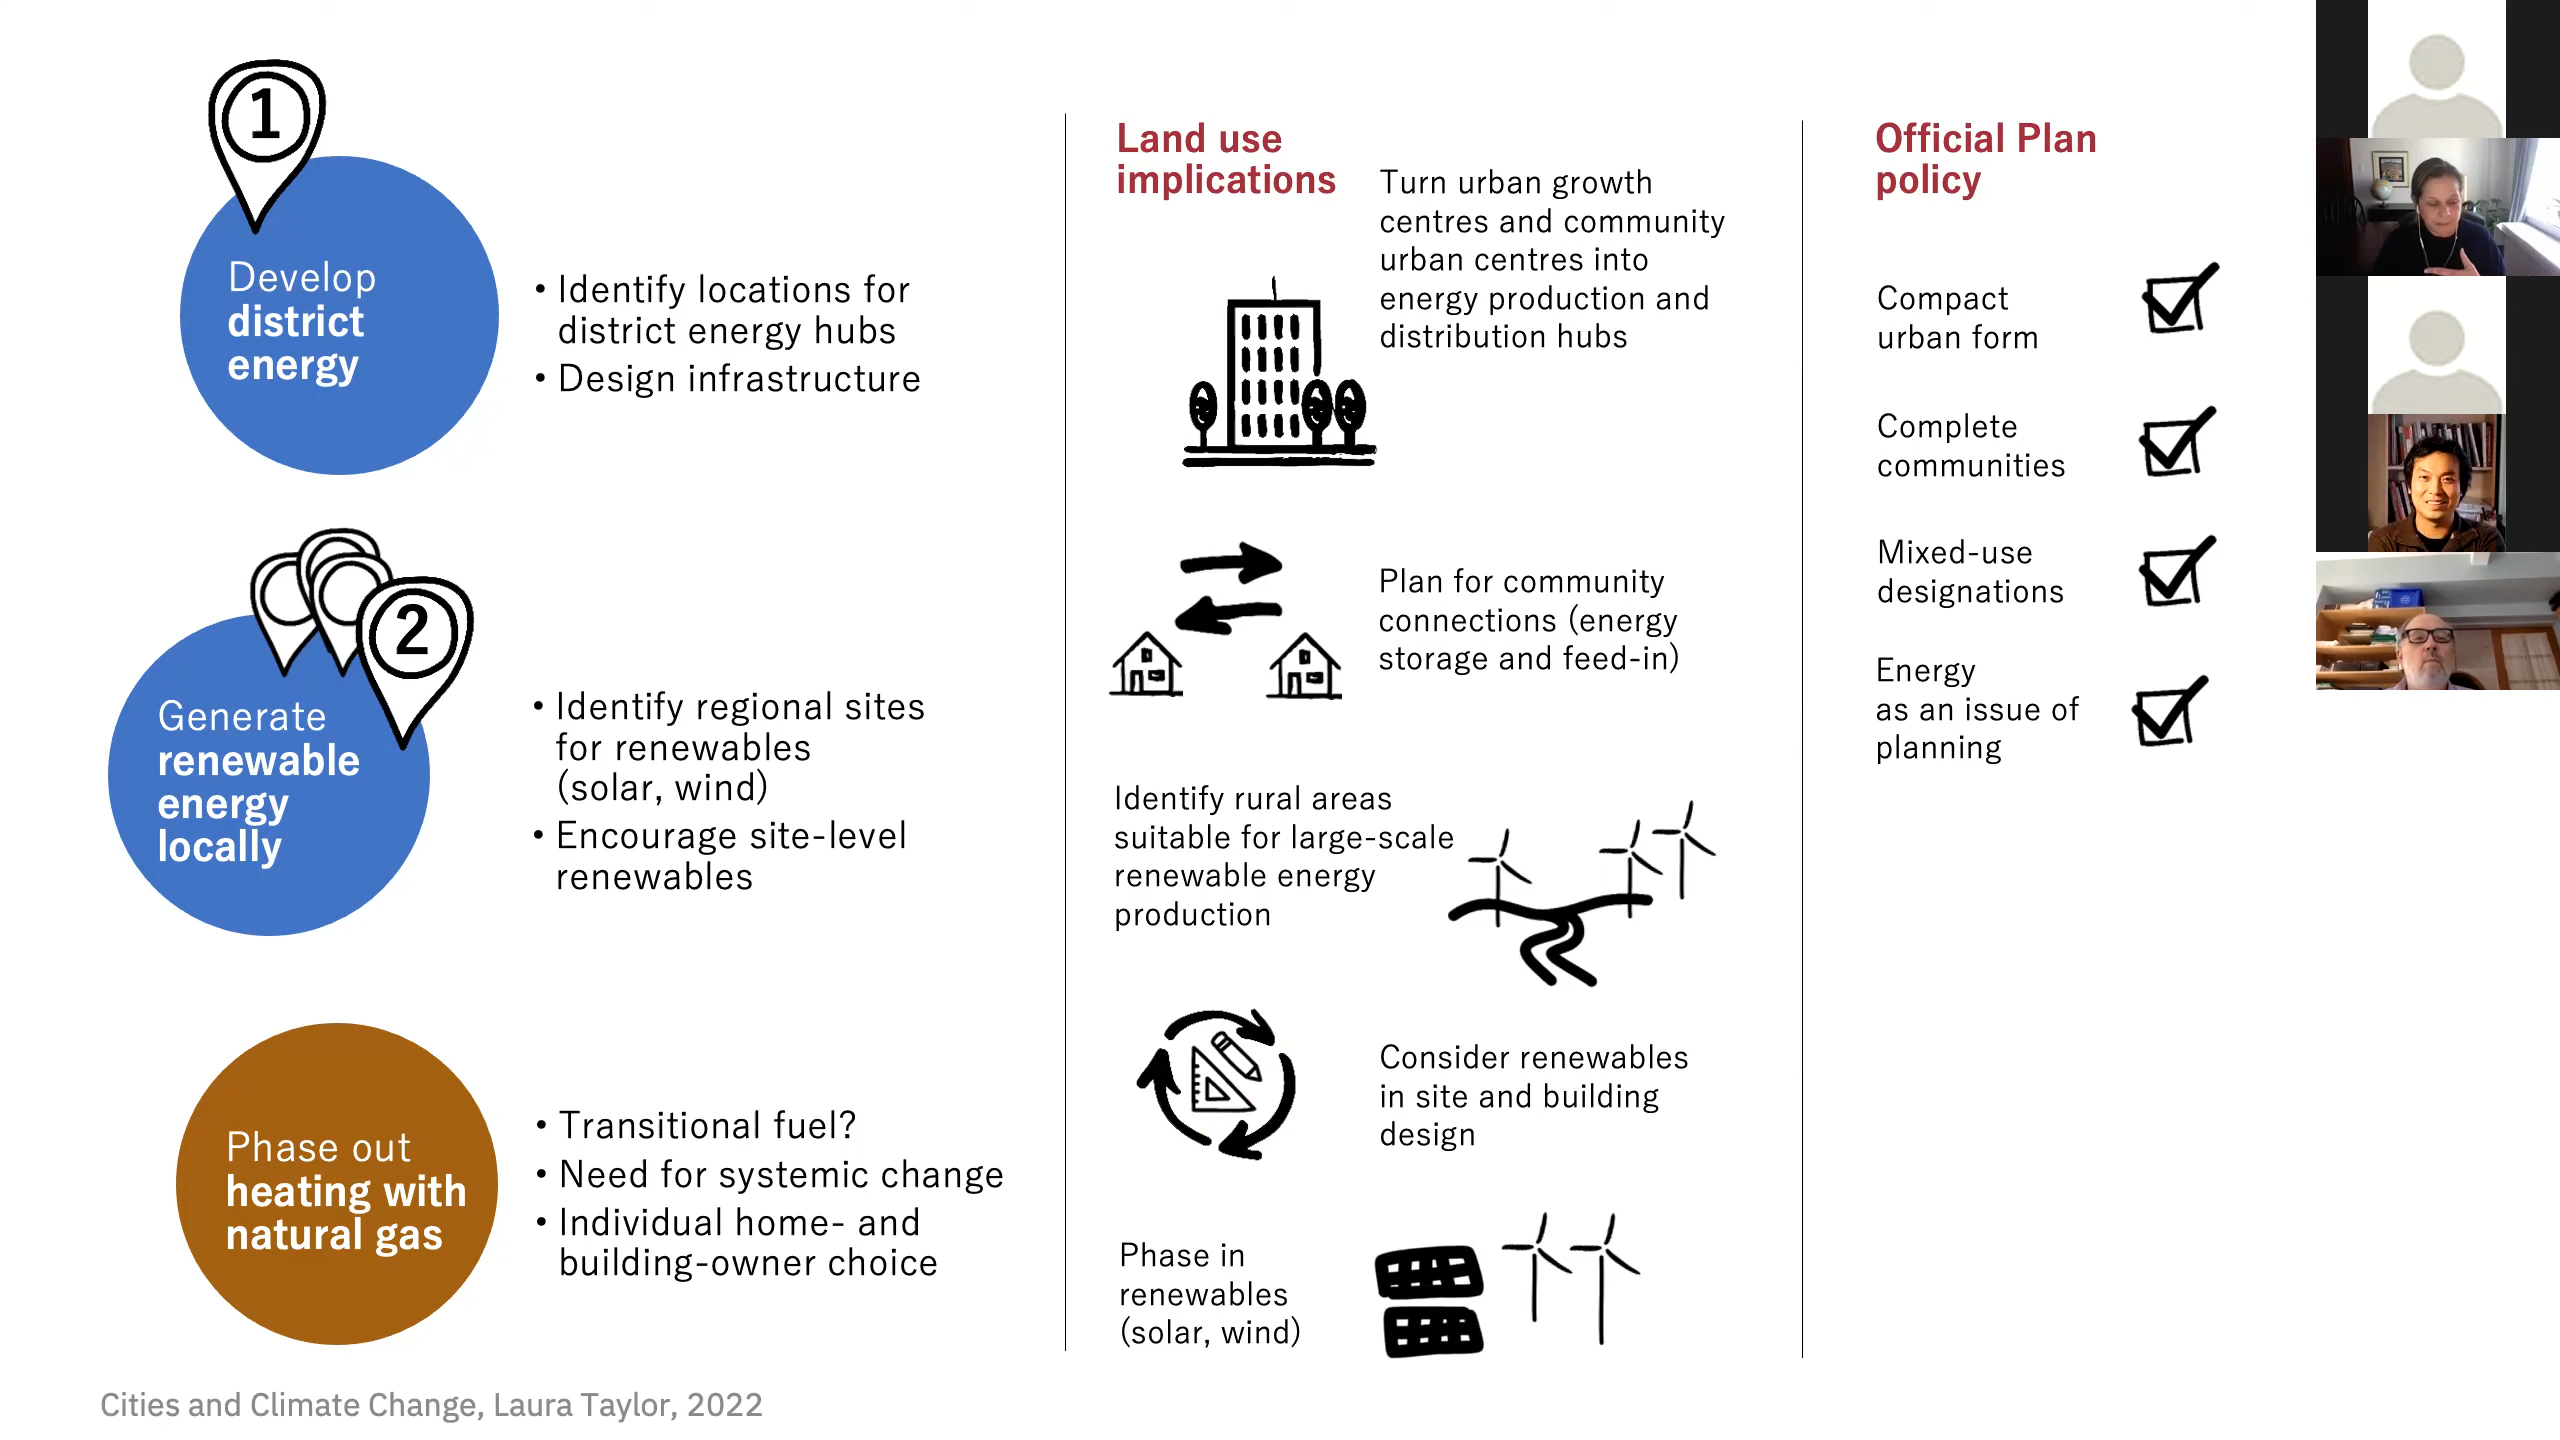 1
Develop
district
energy
• Identify locations for
district energy hubs
• Design infrastructure
2
Generate
renewable
energy
locally
• Identify regional sites
for renewables
(solar, wind)
• Encourage site-level
renewables
Phase out
heating with
natural gas
• Transitional fuel?
• Need for systemic change
• Individual home- and
building-owner choice
Land use
implications
Turn urban growth
centres and community
urban centres into
energy production and
distribution hubs
Plan for community
connections (energy
storage and feed-in)
Identify rural areas
suitable for large-scale
renewable energy
production
Consider renewables
in site and building
design
Phase in
renewables
(solar, wind)
Official Plan
policy
Compact
urban form
Complete
communities
Mixed-use
designations
Energy
as an issue of
planning
Cities and Climate Change, Laura Taylor, 2022